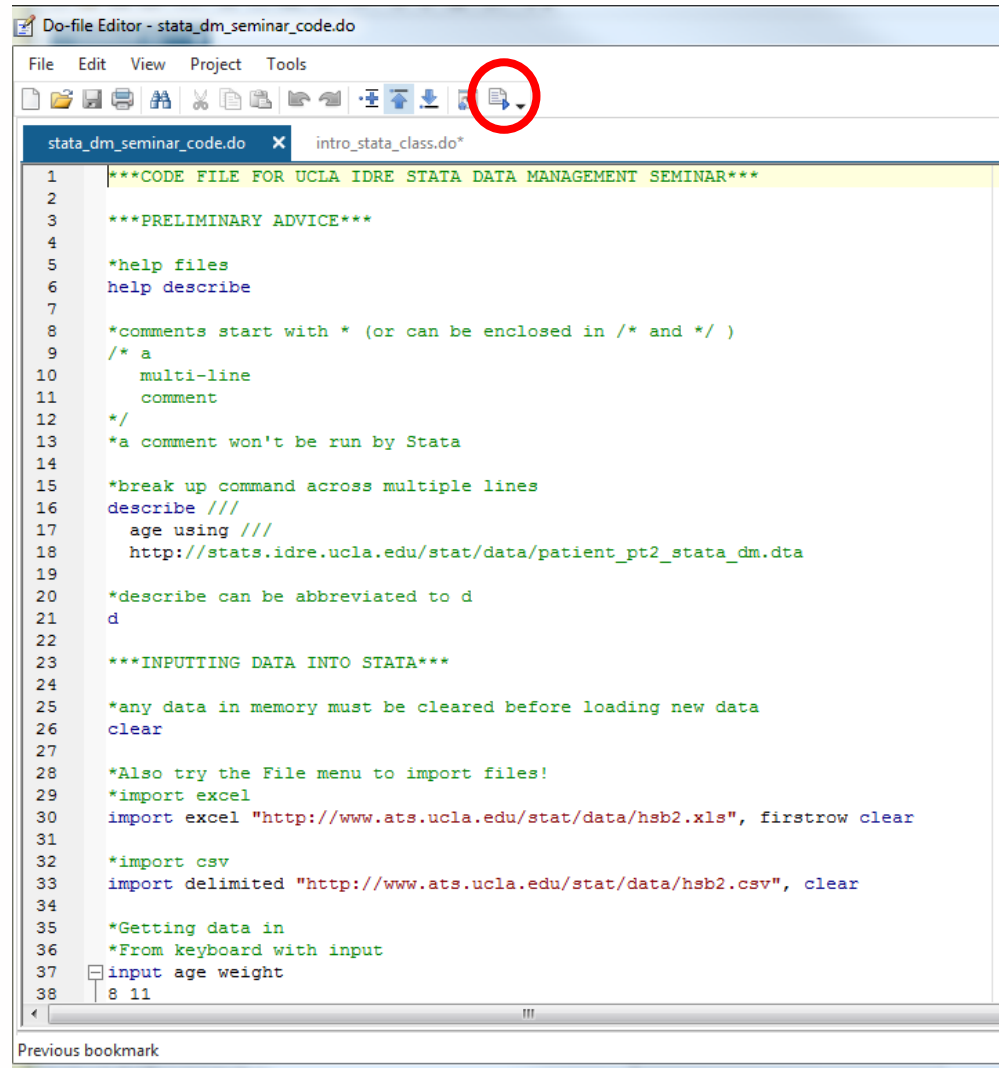 Do-file Editor - stata_dm_seminar_code.do
File Edit View Project Tools
stata_dm_seminar_code.do X intro_stata_class.do*
1 ***CODE FILE FOR UCLA IDRE STATA DATA MANAGEMENT SEMINAR***
2
3 ***PRELIMINARY ADVICE***
4
5 *help files
6 help describe
7
8 *comments start with * (or can be enclosed in /* and */ )
9 /* a
10 multi-line
11 comment
12 */
13 *a comment won't be run by Stata
14
15 *break up command across multiple lines
16 describe ///
17 age using ///
18 http://stats.idre.ucla.edu/stat/data/patient_pt2_stata_dm.dta
19
20 *describe can be abbreviated to d
21 d
22
23 ***INPUTTING DATA INTO STATA***
24
25 *any data in memory must be cleared before loading new data
26 clear
27
28 *Also try the File menu to import files!
29 *import excel
30 import excel "http://www.ats.ucla.edu/stat/data/hsb2.xls", firstrow clear
31
32 *import csv
33 import delimited "http://www.ats.ucla.edu/stat/data/hsb2.csv", clear
34
35 *Getting data in
36 *From keyboard with input
37 input age weight
38 8 11
Previous bookmark